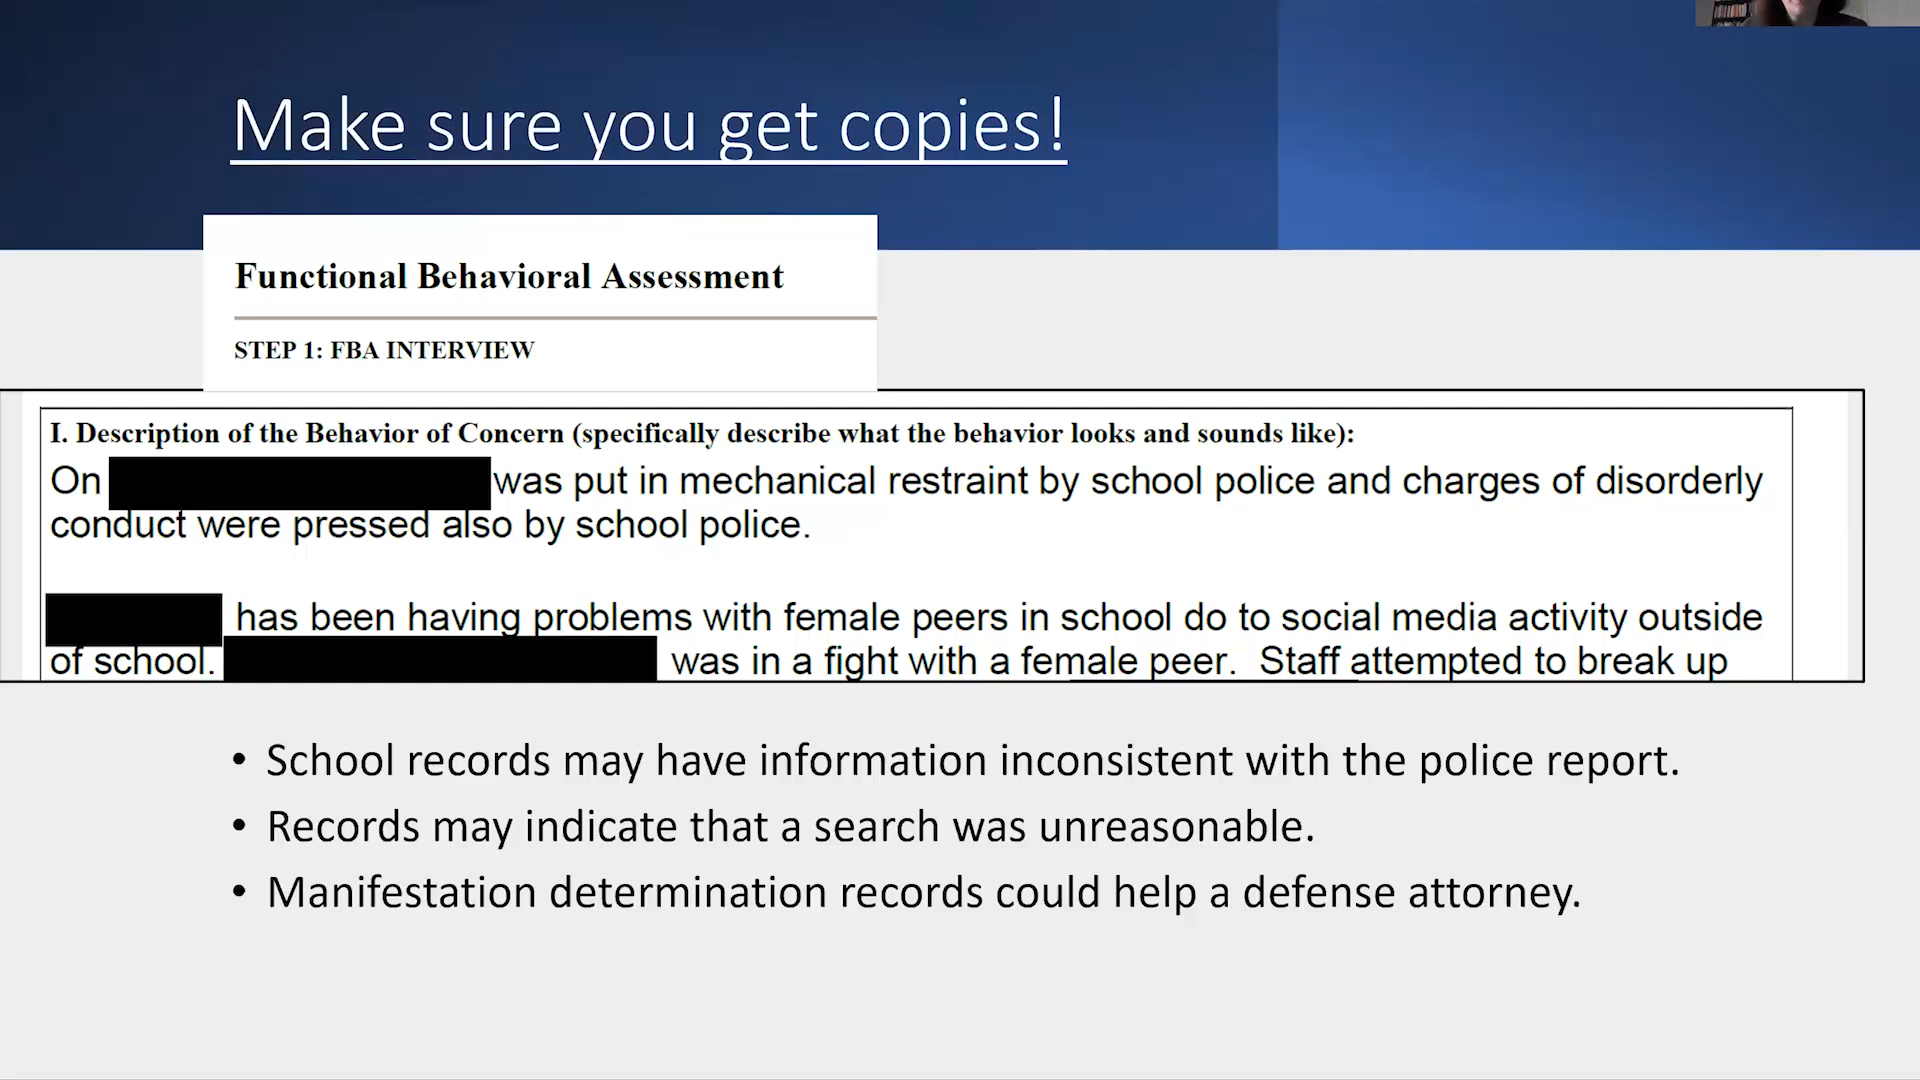 Make sure you get copies!
Functional Behavioral Assessment
STEP 1: FBA INTERVIEW
I. Description of the Behavior of Concern (specifically describe what the behavior looks and sounds like):
On was put in mechanical restraint by school police and charges of disorderly
conduct were pressed also by school police.
has been having problems with female peers in school do to social media activity outside
of school. was in a fight with a female peer. Staff attempted to break up
• School records may have information inconsistent with the police report.
• Records may indicate that a search was unreasonable.
• Manifestation determination records could help a defense attorney.